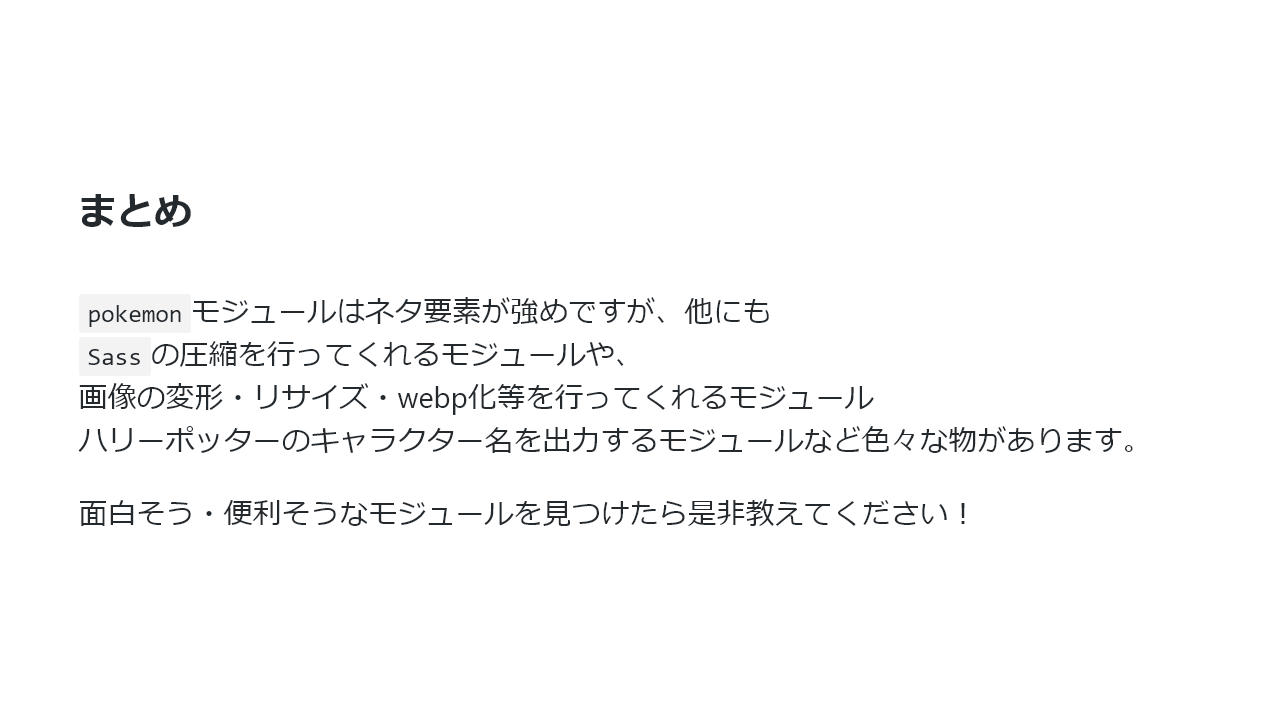 まとめ
pokemonモジュールはネタ要素が強めですが、他にも
Sassの圧縮を行ってくれるモジュールや、
画像の変形・リサイズ・webp化等を行ってくれるモジュール
ハリーポッターのキャラクター名を出力するモジュールなど色々な物があります。
面白そう・便利そうなモジュールを見つけたら是非教えてください！